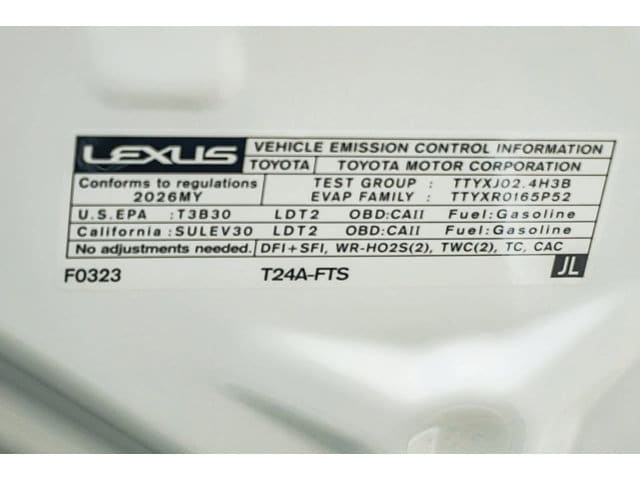 LEXUS VEHICLE EMISSION CONTROL INFORMATION
TOYOTA TOYOTA MOTOR CORPORATION
Conforms to regulations TEST GROUP : TTYXJ02.4H3B
2026MY EVAP FAMILY : TTYXR0165P52
U.S.EPA :T3B30 LDT2 OBD:CAII Fuel:Gasoline
California :SULEV30 LDT2 OBD:CAII Fuel:Gasoline
No adjustments needed. DFI+SFI, WR-HO2S(2), TWC(2), TC, CAC
F0323 T24A-FTS JL